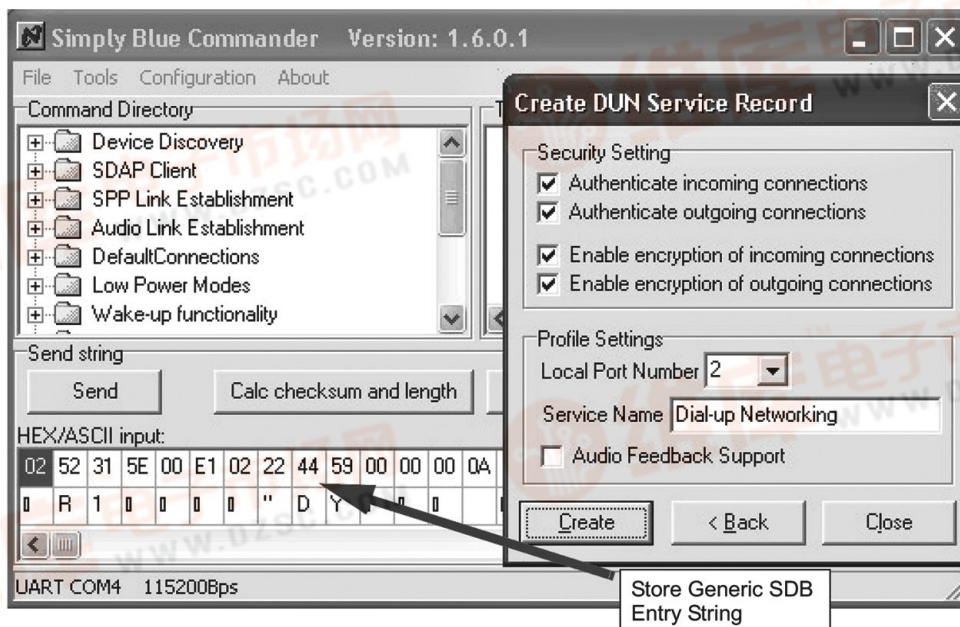 Simply Blue Commander Version: 1.6.0.1
File Tools Configuration About
Command Directory
Device Discovery
SDAP Client
SPP Link Establishment
Audio Link Establishment
DefaultConnections
Low Power Modes
Wake-up functionality
Send string
Send
Calc checksum and length
HEX/ASCII input:
02 52 31 5E 00 E1 02 22 44 59 00 00 00 0A
R 1 " D Y
UART COM4 115200Bps
Create DUN Service Record
Security Setting
Authenticate incoming connections
Authenticate outgoing connections
Enable encryption of incoming connections
Enable encryption of outgoing connections
Profile Settings
Local Port Number 2
Service Name Dial-up Networking
Audio Feedback Support
Create
< Back
Close
Store Generic SDB
Entry String
WWW.DZSC.COM